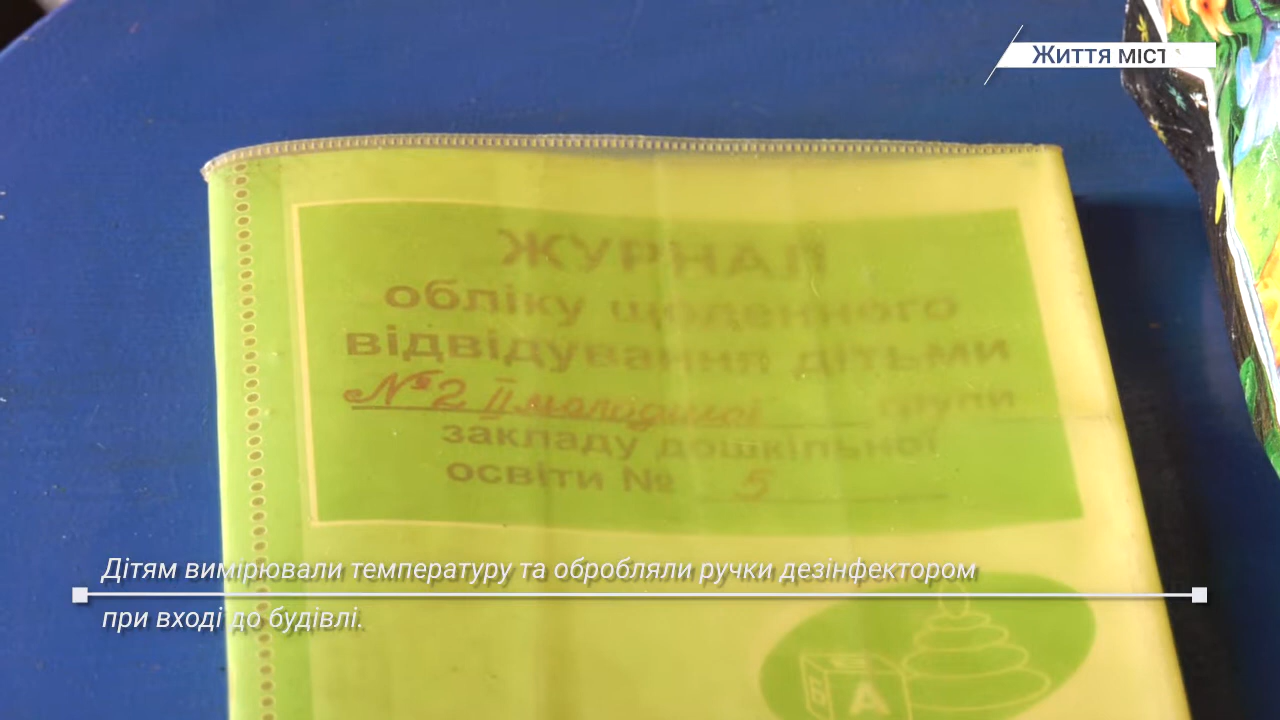 Життя міст
ЖУРНАЛ
обліку щоденного
відвідування дітьми
№2 ІІ молодшої групи
закладу дошкільної
освіти № 5
Дітям вимірювали температуру та обробляли ручки дезінфектором
при вході до будівлі.
А